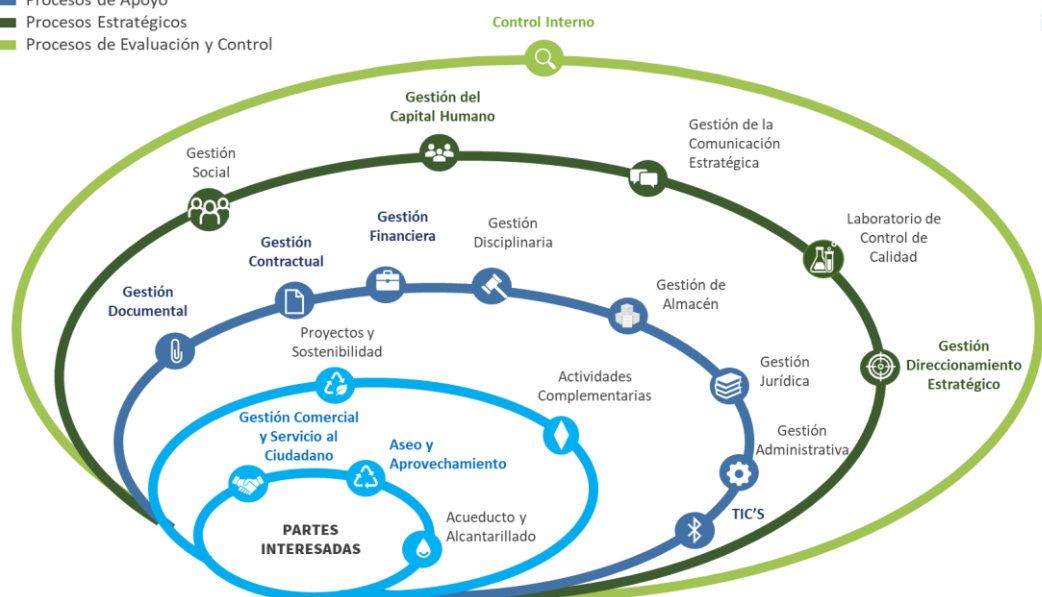 Procesos de Apoyo
Procesos Estratégicos
Procesos de Evaluación y Control
Control Interno
Gestión del
Capital Humano
Gestión de la
Comunicación
Estratégica
Gestión
Social
Laboratorio de
Control de
Calidad
Gestión
Financiera
Gestión
Disciplinaria
Gestión
Contractual
Gestión
Documental
Gestión de
Almacén
Proyectos y
Sostenibilidad
Gestión
Direccionamiento
Estratégico
Gestión
Jurídica
Actividades
Complementarias
Gestión Comercial
y Servicio al
Ciudadano
Aseo y
Aprovechamiento
Gestión
Administrativa
TIC'S
Acueducto y
Alcantarillado
PARTES
INTERESADAS